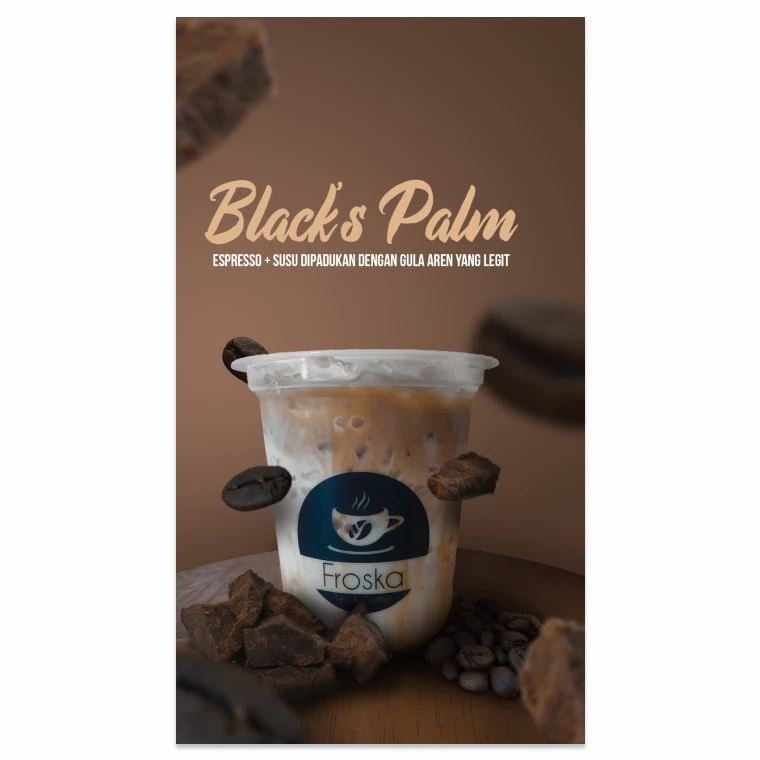 Black's Palm
ESPRESSO + SUSU DIPADUKAN DENGAN GULA AREN YANG LEGIT
Froska